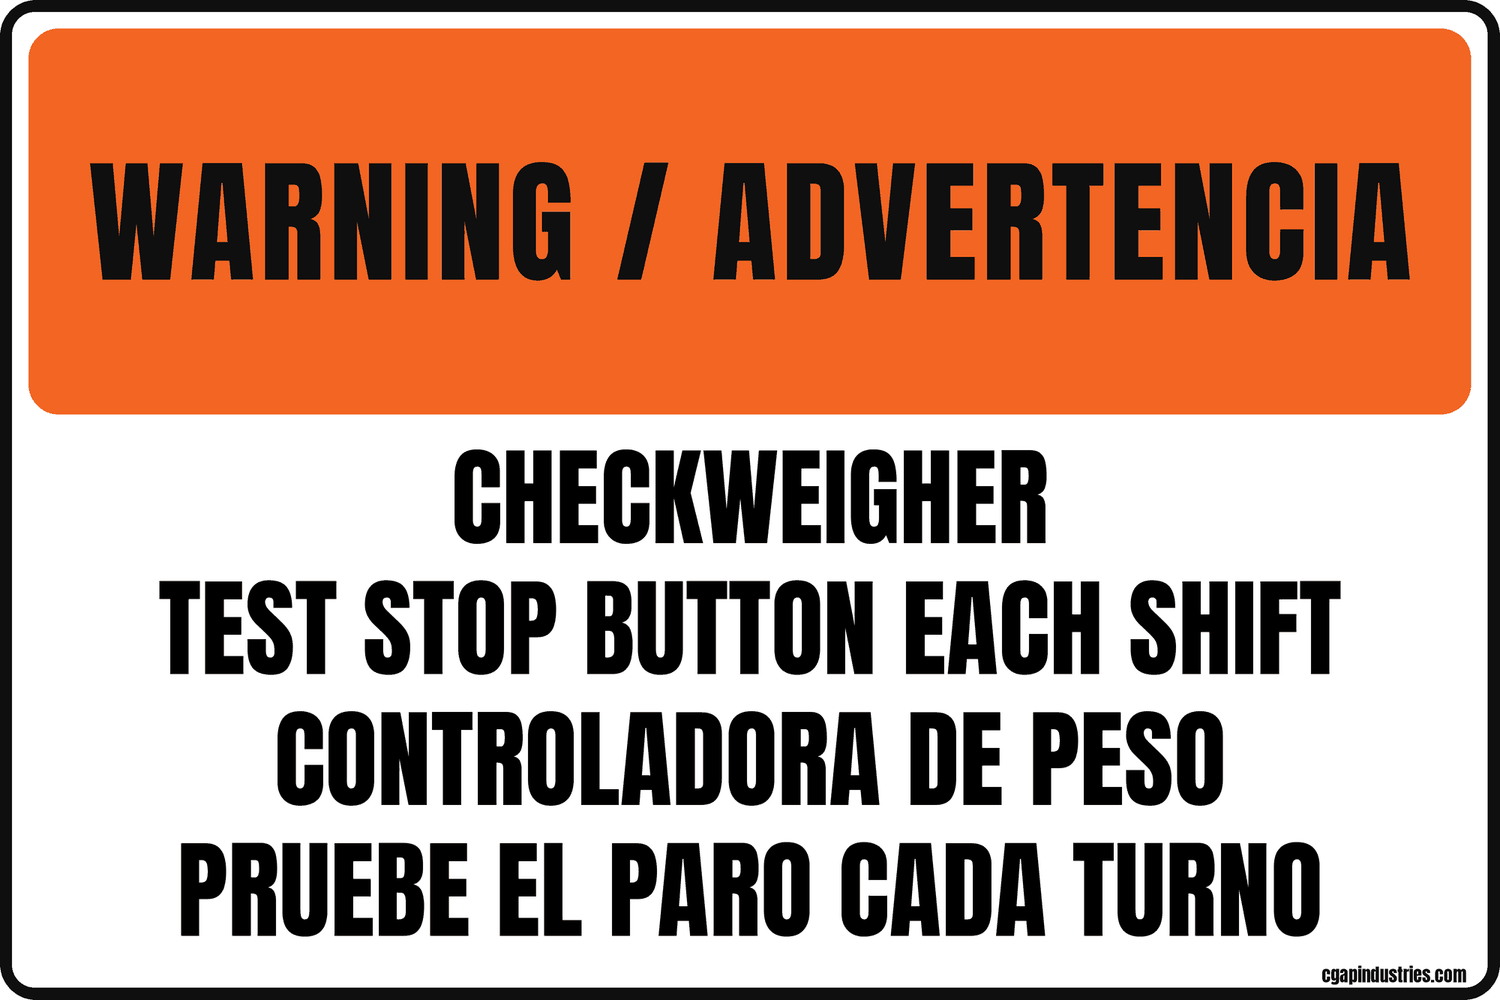 WARNING / ADVERTENCIA
CHECKWEIGHER
TEST STOP BUTTON EACH SHIFT
CONTROLADORA DE PESO
PRUEBE EL PARO CADA TURNO
cgapindustries.com